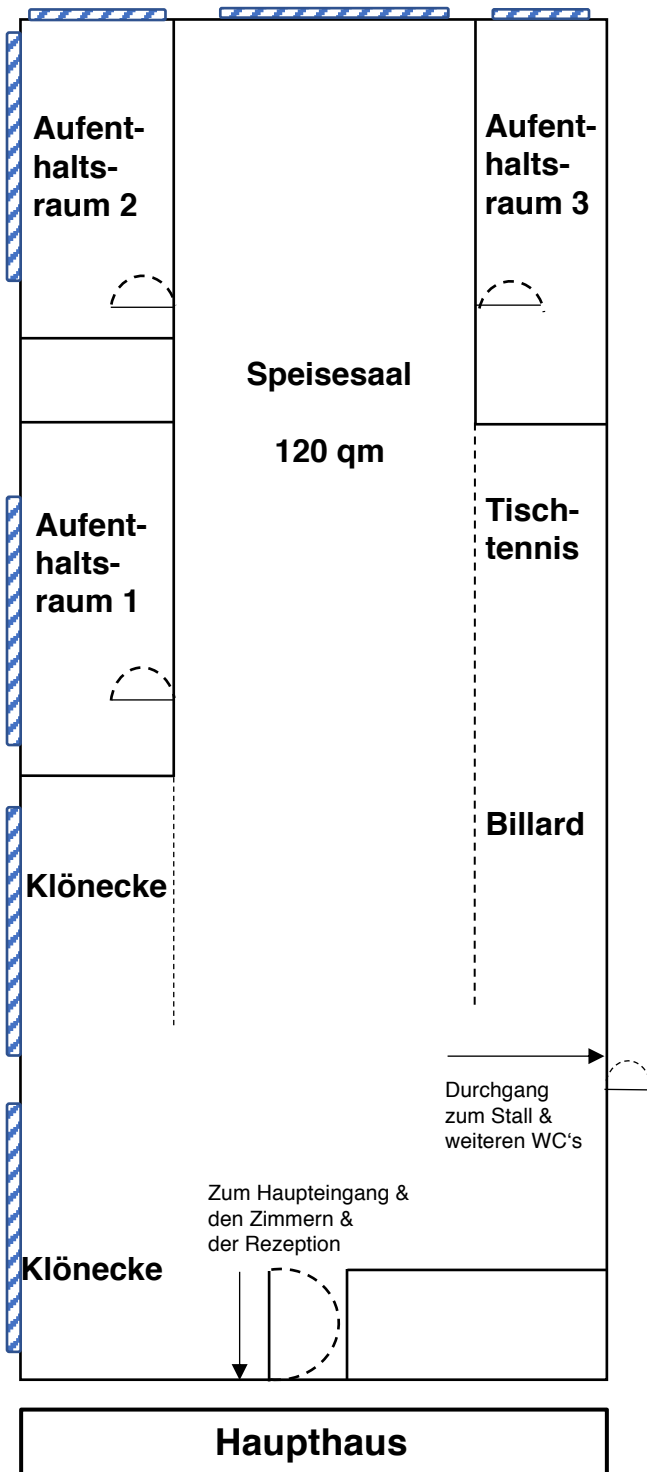 Aufent-
halts-
raum 2
Aufent-
halts-
raum 3
Speisesaal
120 qm
Aufent-
halts-
raum 1
Tisch-
tennis
Billard
Klönecke
Durchgang
zum Stall &
weiteren WC‘s
Zum Haupteingang &
den Zimmern &
der Rezeption
Klönecke
Haupthaus